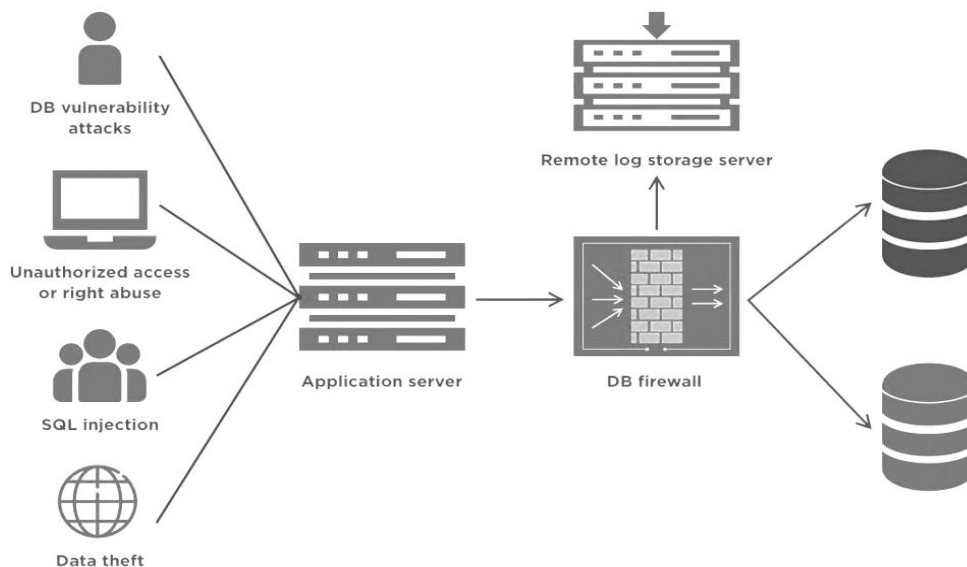 DB vulnerability
attacks
Unauthorized access
or right abuse
SQL injection
Data theft
Application server
Remote log storage server
DB firewall